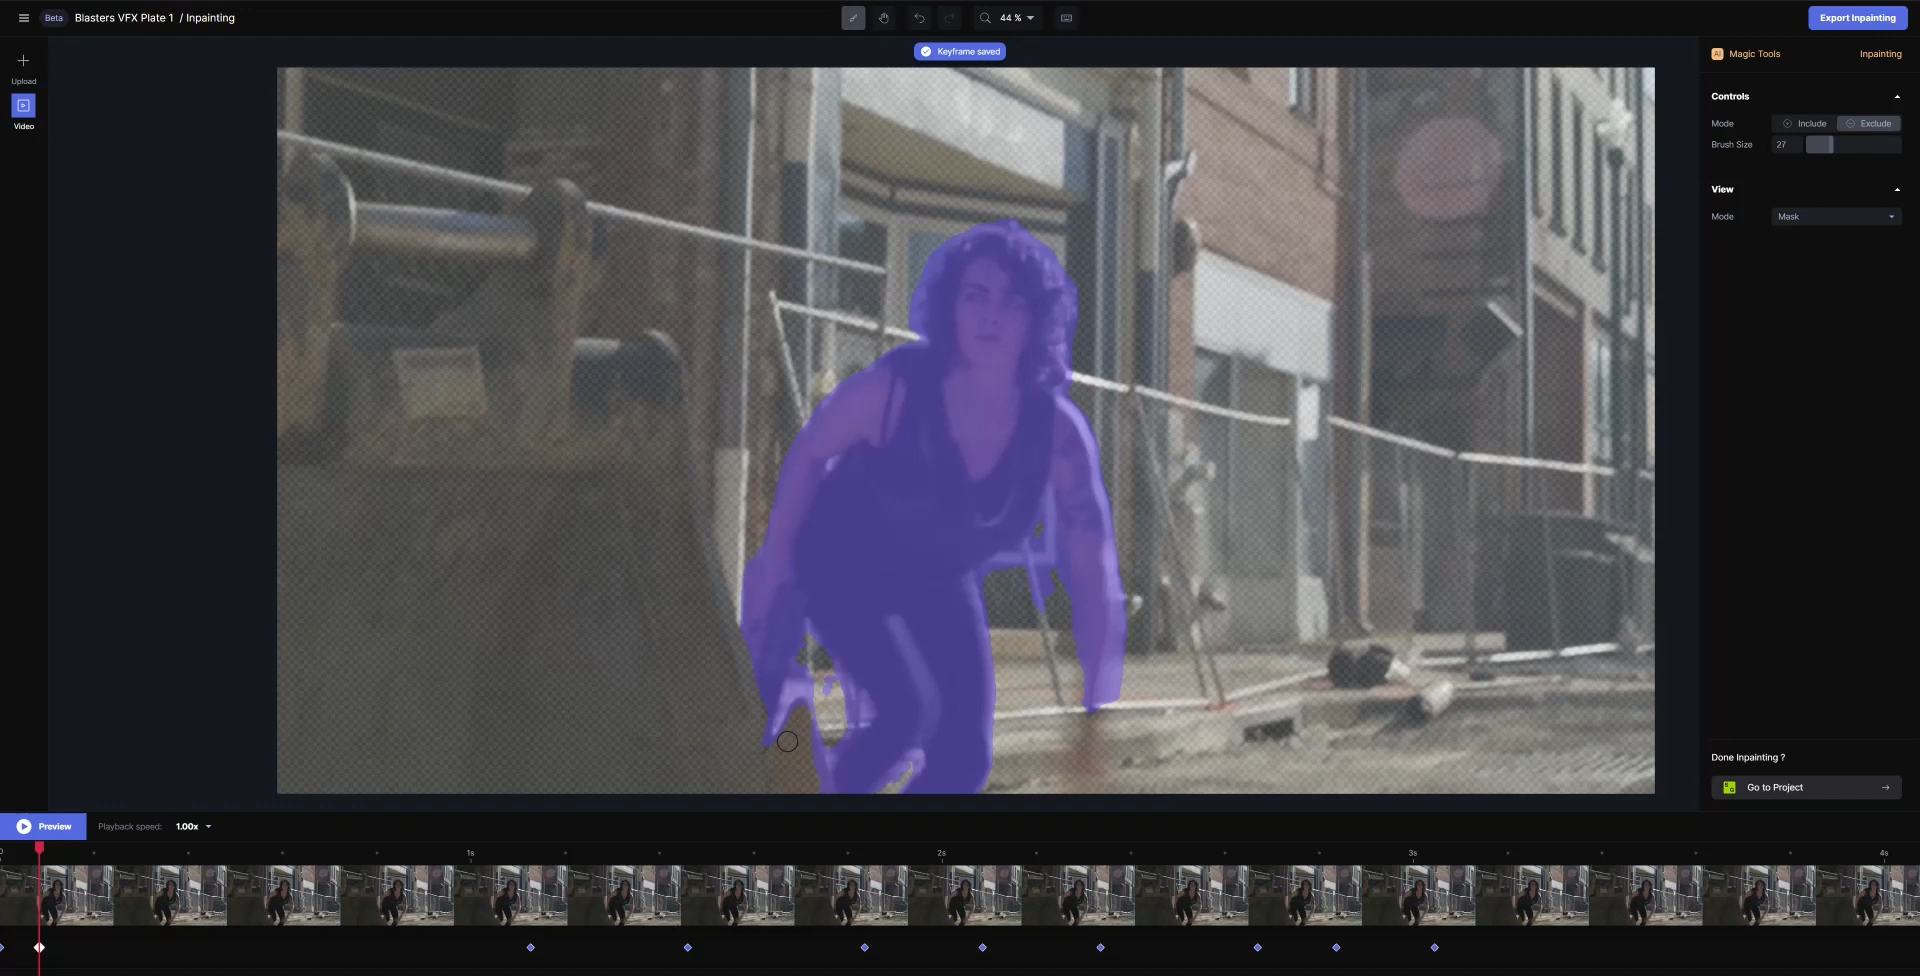 Beta Blasters VFX Plate 1 / Inpainting
44 %
Export Inpainting
Keyframe saved
Upload
Video
AI Magic Tools Inpainting
Controls
Mode Include Exclude
Brush Size 27
View
Mode Mask
Done Inpainting ?
Go to Project
Preview Playback speed: 1.00x
0 1s 2s 3s 4s